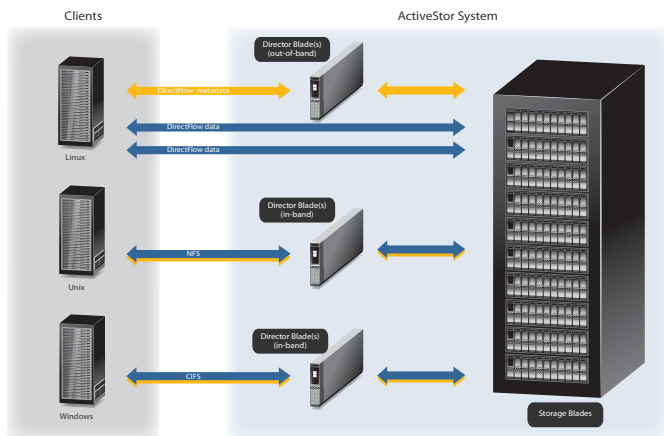 Clients
ActiveStor System
Director Blade(s)
(out-of-band)
DirectFlow metadata
DirectFlow data
DirectFlow data
Linux
Director Blade(s)
(in-band)
NFS
Unix
Director Blade(s)
(in-band)
CIFS
Windows
Storage Blades